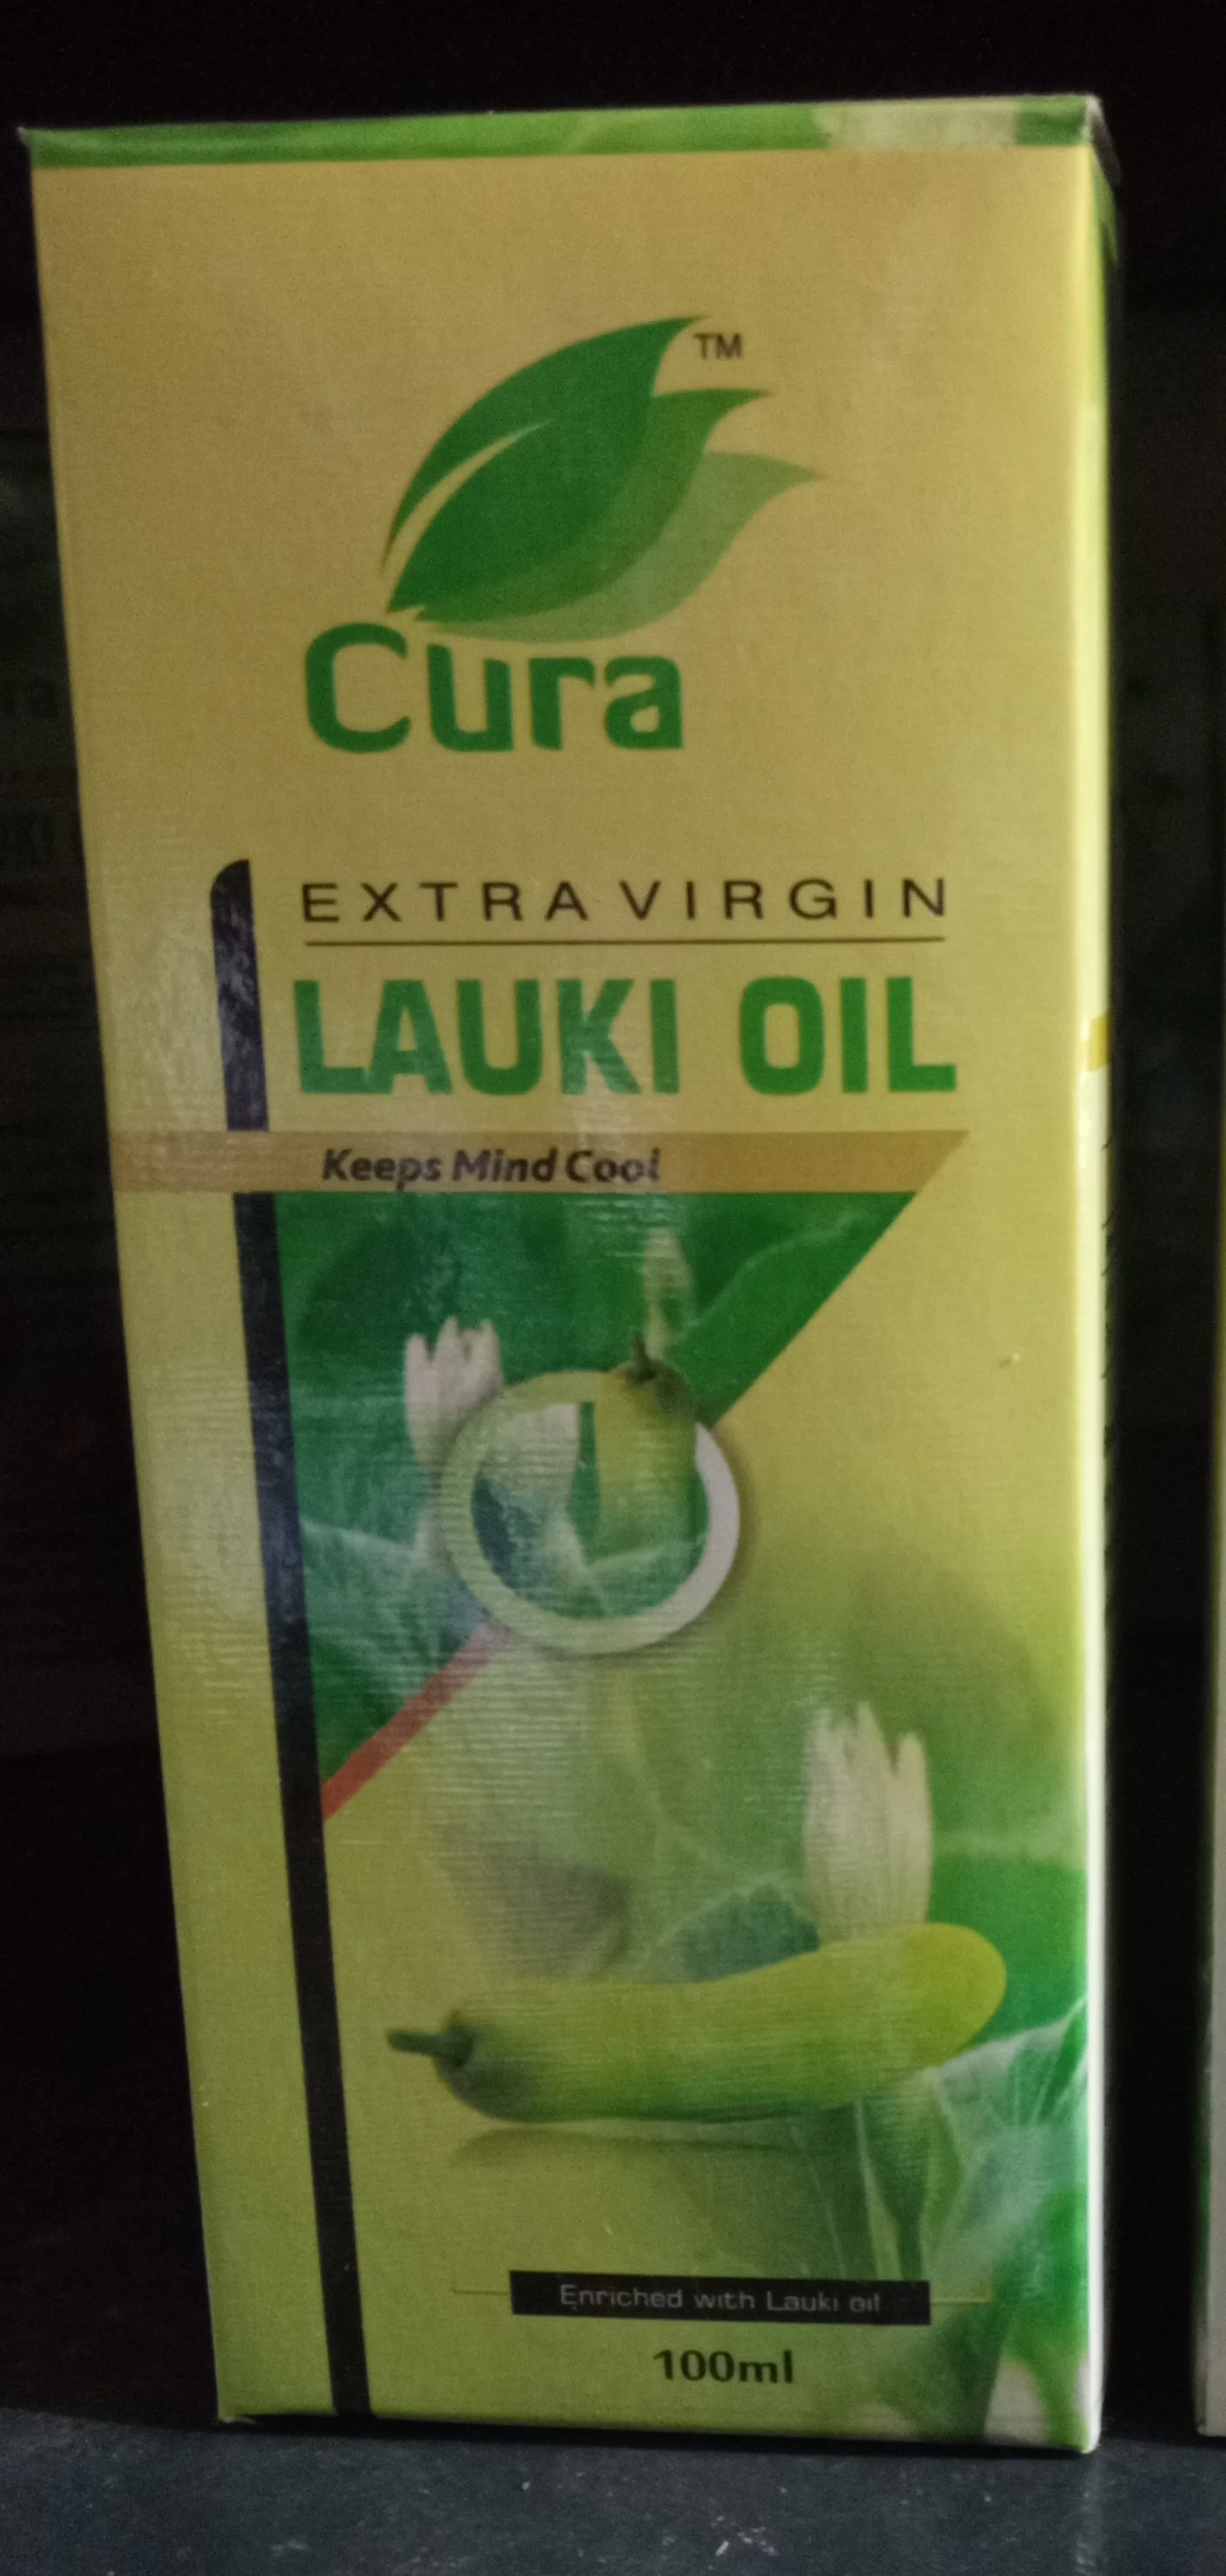 TM
Cura
EXTRA VIRGIN
LAUKI OIL
Keeps Mind Cool
Enriched with Lauki oil
100ml